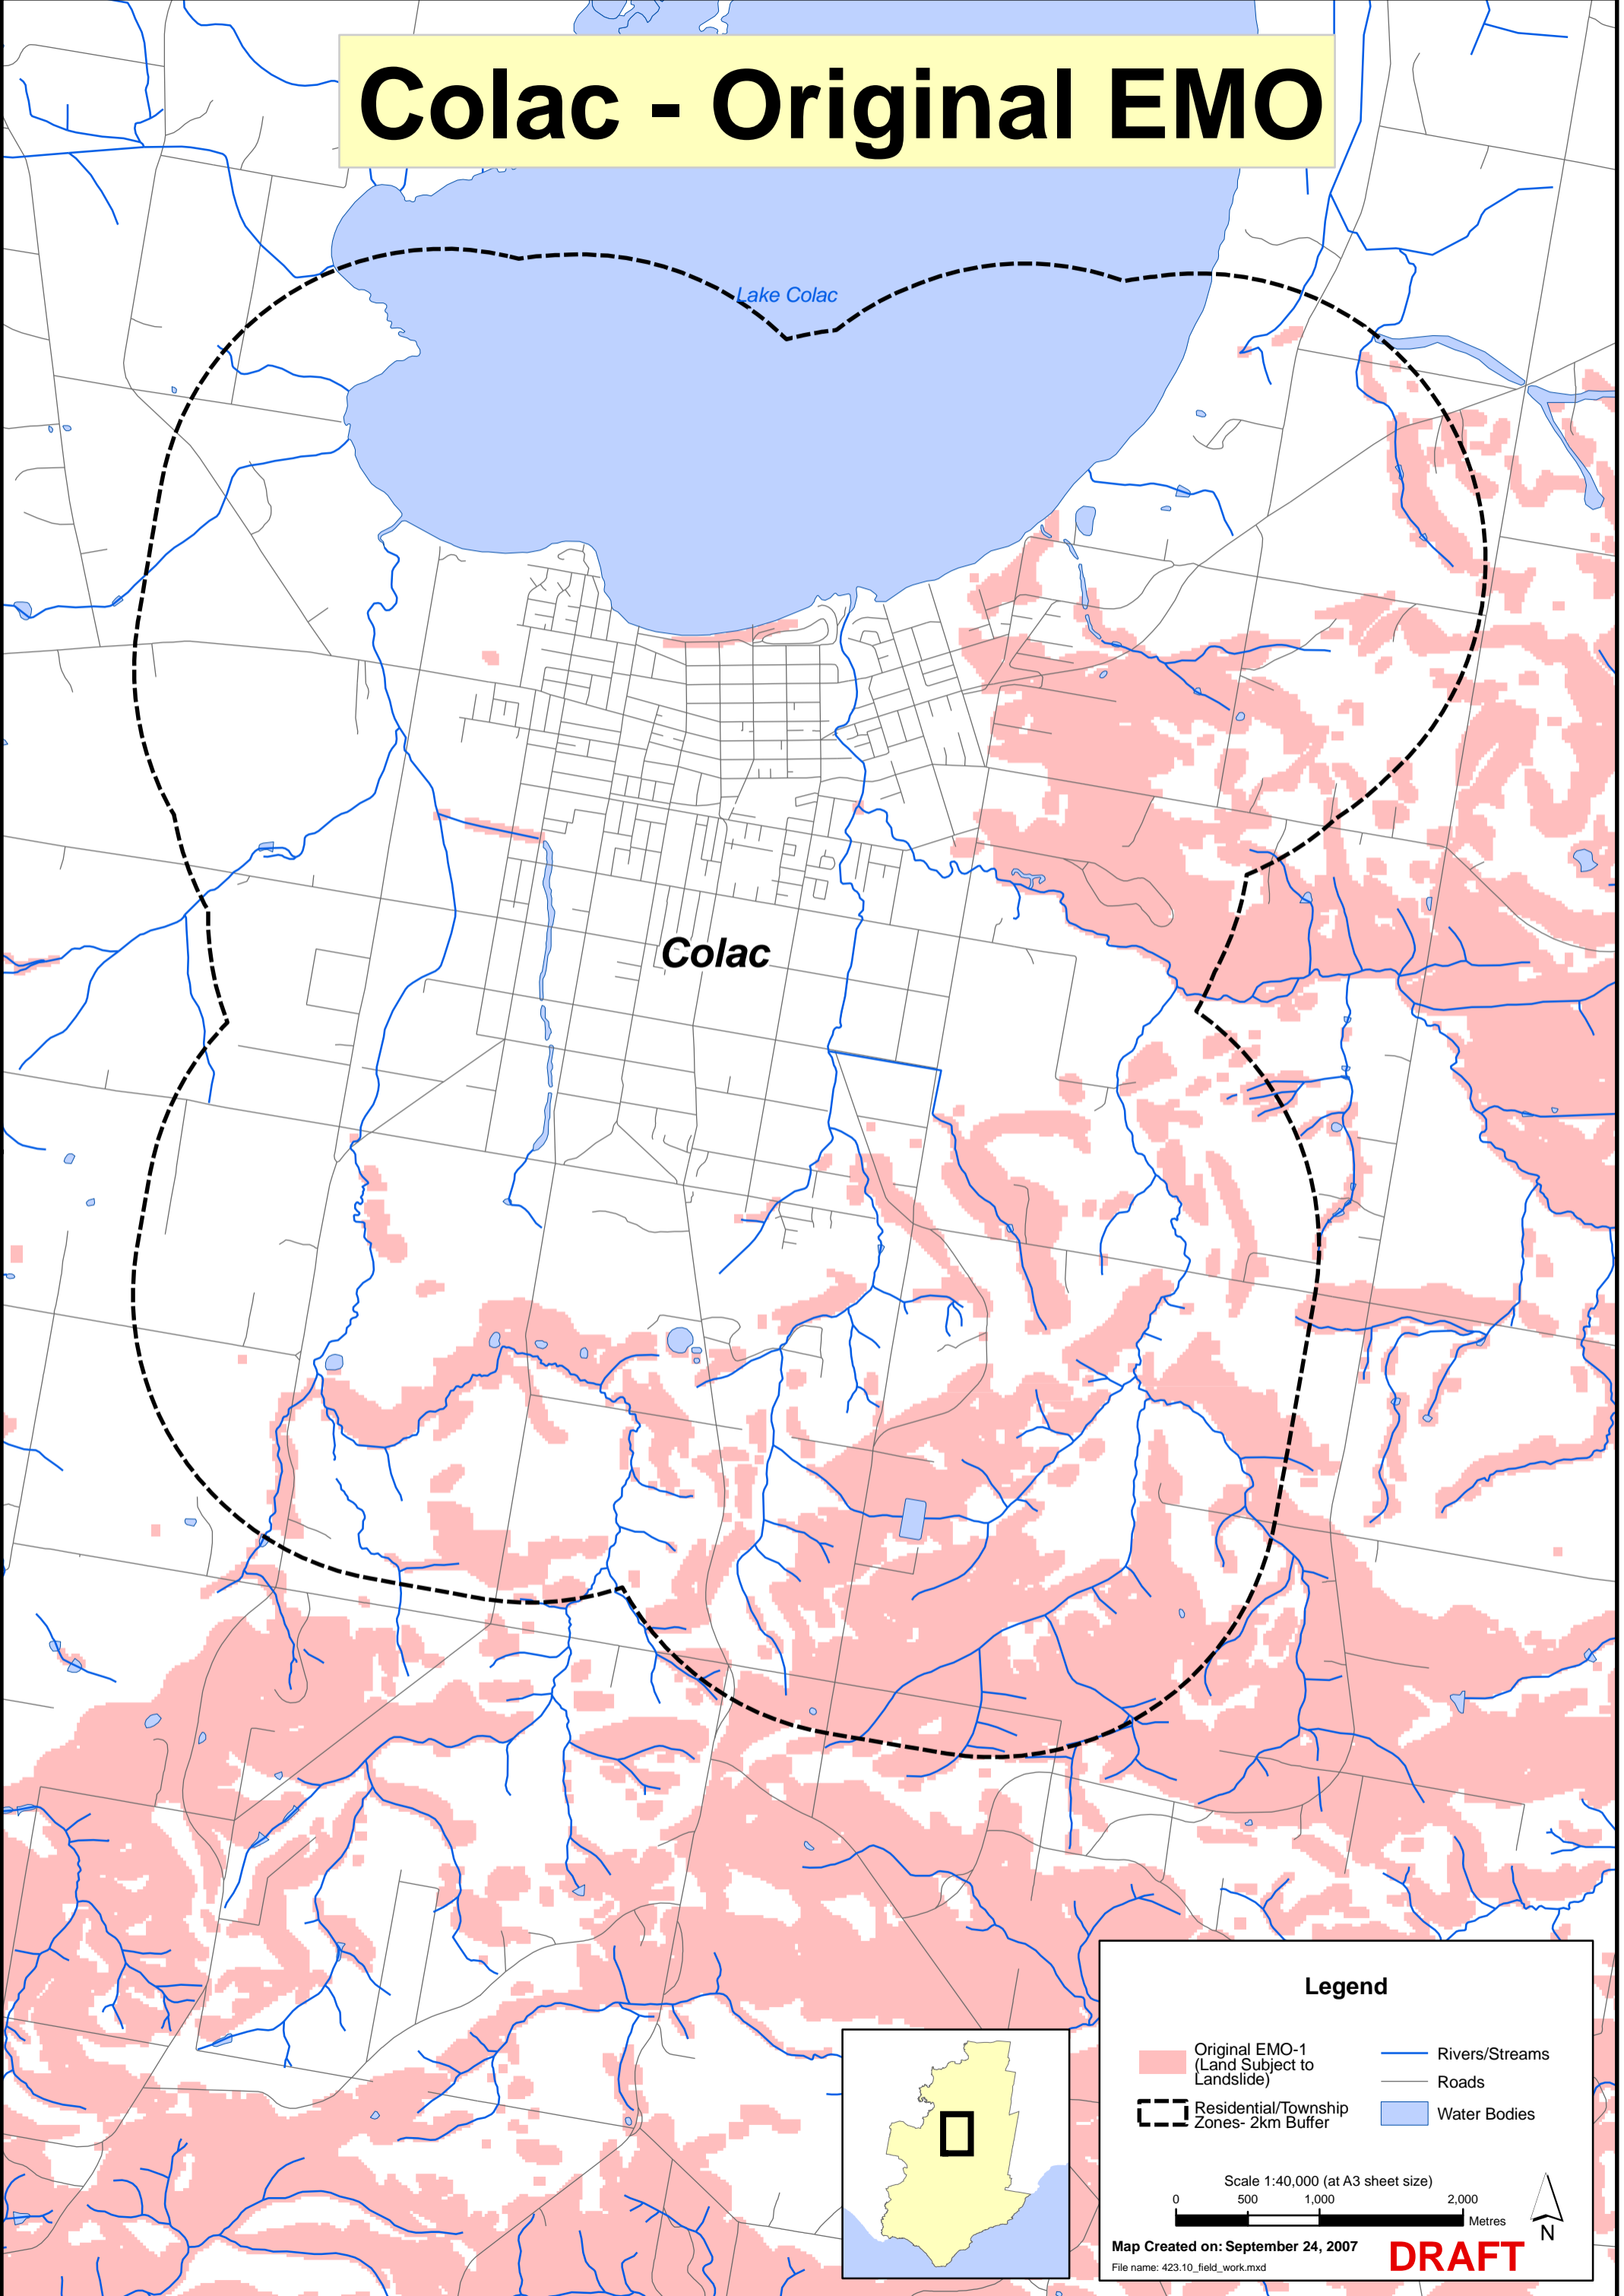 Colac - Original EMO
Lake Colac
Colac
Legend
Original EMO-1
(Land Subject to
Landslide)
Residential/Township
Zones- 2km Buffer
Rivers/Streams
Roads
Water Bodies
Scale 1:40,000 (at A3 sheet size)
0 500 1,000 2,000
Metres
N
Map Created on: September 24, 2007
File name: 423.10_field_work.mxd
DRAFT